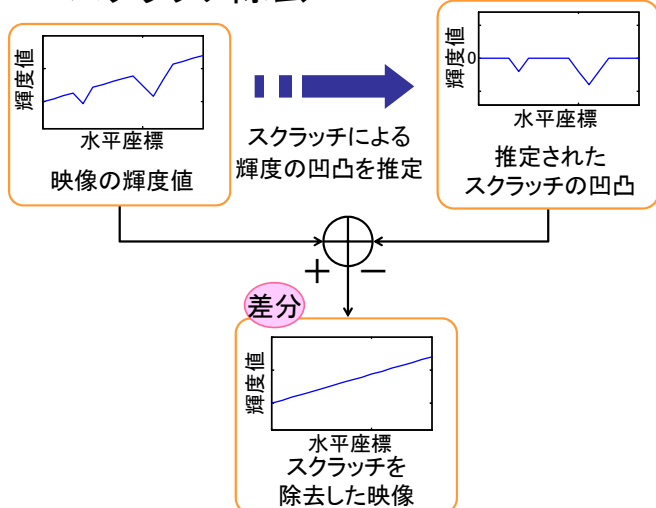 輝度値
水平座標
映像の輝度値
スクラッチによる
輝度の凹凸を推定
輝度値
0
水平座標
推定された
スクラッチの凹凸
+
−
差分
輝度値
水平座標
スクラッチを
除去した映像